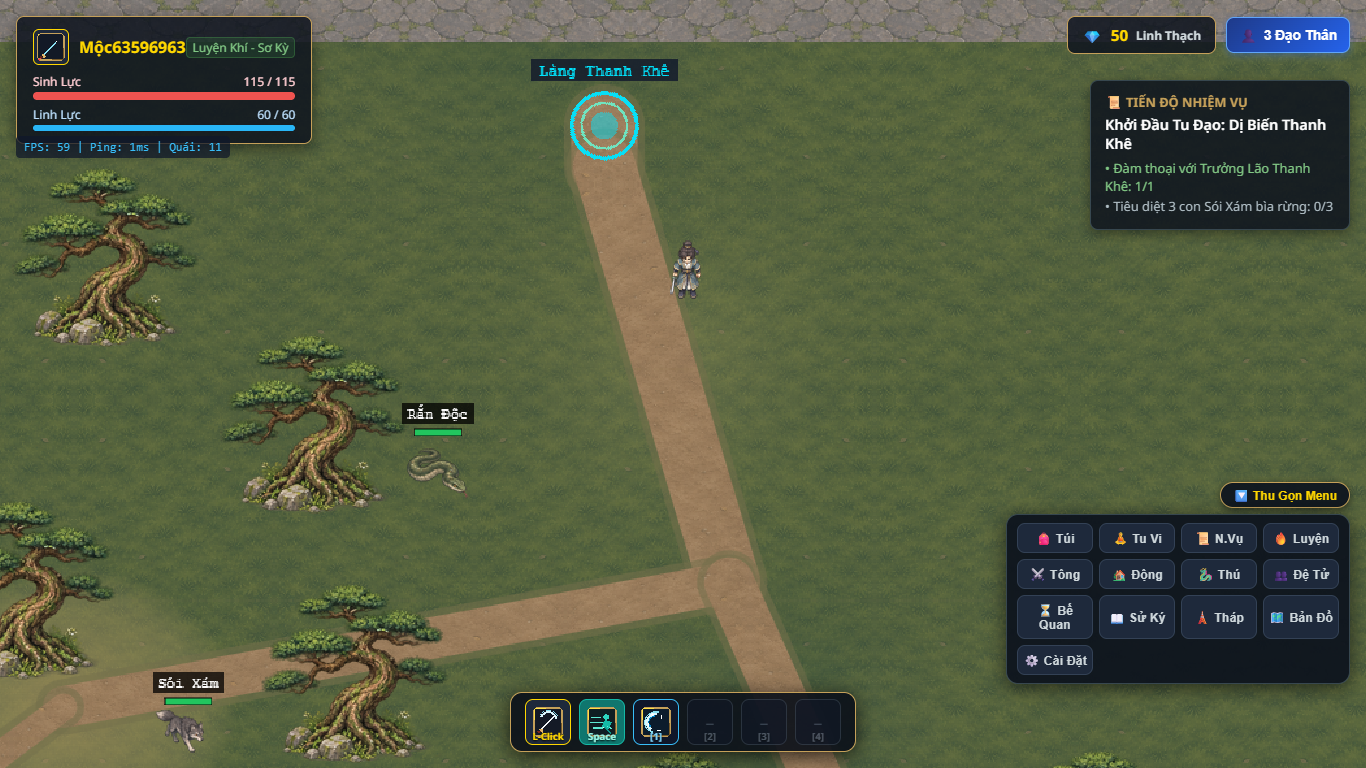 Mộc63596963
Luyện Khí - Sơ Kỳ
Sinh Lực
115 / 115
Linh Lực
60 / 60
FPS: 59 | Ping: 1ms | Quái: 11
Làng Thanh Khê
50 Linh Thạch
3 Đạo Thân
TIẾN ĐỘ NHIỆM VỤ
Khởi Đầu Tu Đạo: Dị Biến Thanh
Khê
• Đàm thoại với Trưởng Lão Thanh
Khê: 1/1
• Tiêu diệt 3 con Sói Xám bìa rừng: 0/3
Rắn Độc
Sói Xám
Thu Gọn Menu
Túi
Tu Vi
N.Vụ
Luyện
Tông
Động
Thú
Đệ Tử
Bế
Quan
Sử Ký
Tháp
Bản Đồ
Cài Đặt
L-Click
Space
[1]
[2]
[3]
[4]